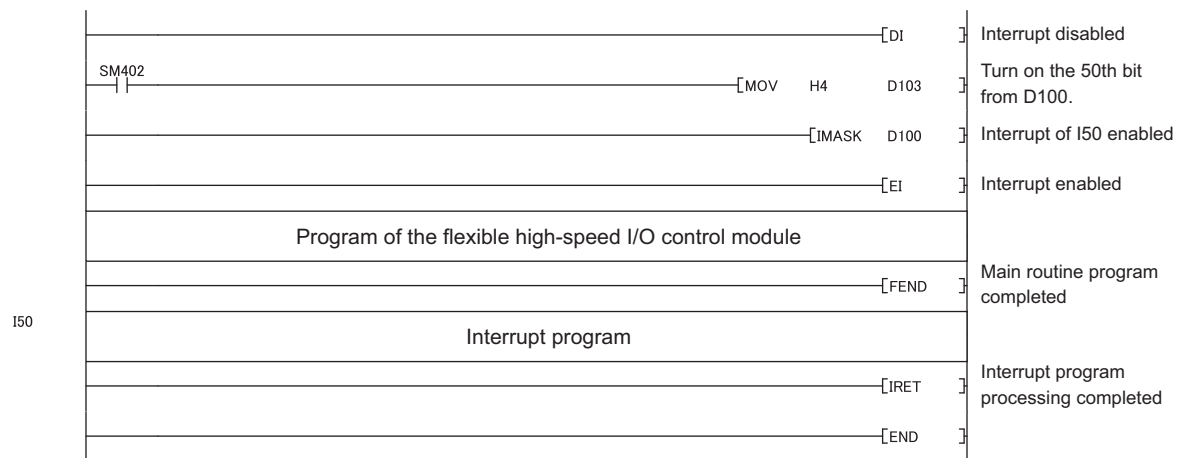 [DI ] Interrupt disabled
SM402
[MOV H4 D103 ] Turn on the 50th bit
from D100.
[IMASK D100 ] Interrupt of I50 enabled
[EI ] Interrupt enabled
Program of the flexible high-speed I/O control module
[FEND ] Main routine program
completed
I50
Interrupt program
[IRET ] Interrupt program
processing completed
[END ]